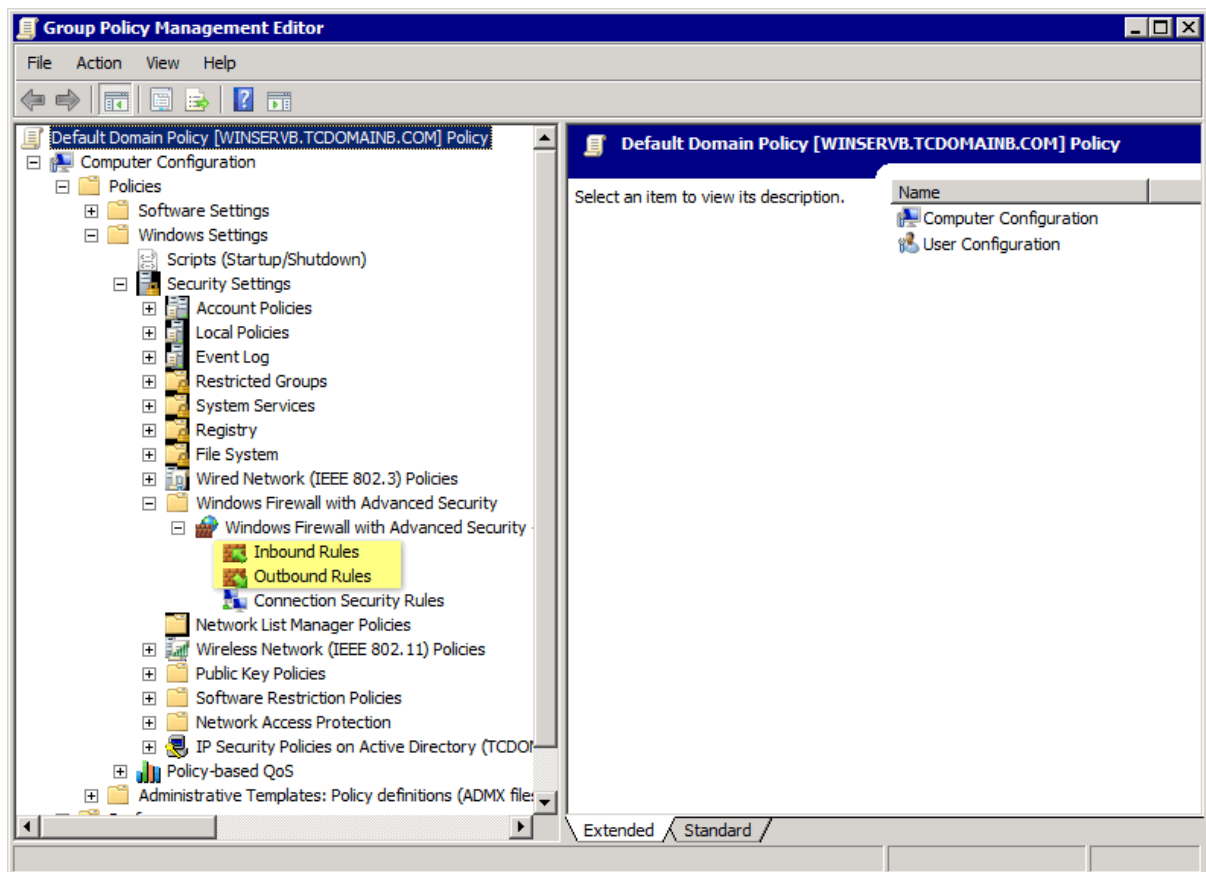 Group Policy Management Editor
File Action View Help
Default Domain Policy [WINSERVB.TCDOMAINB.COM] Policy
Computer Configuration
Policies
Software Settings
Windows Settings
Scripts (Startup/Shutdown)
Security Settings
Account Policies
Local Policies
Event Log
Restricted Groups
System Services
Registry
File System
Wired Network (IEEE 802.3) Policies
Windows Firewall with Advanced Security
Windows Firewall with Advanced Security -
Inbound Rules
Outbound Rules
Connection Security Rules
Network List Manager Policies
Wireless Network (IEEE 802.11) Policies
Public Key Policies
Software Restriction Policies
Network Access Protection
IP Security Policies on Active Directory (TCDO
Policy-based QoS
Administrative Templates: Policy definitions (ADMX file
Default Domain Policy [WINSERVB.TCDOMAINB.COM] Policy
Select an item to view its description.
Name
Computer Configuration
User Configuration
Extended Standard